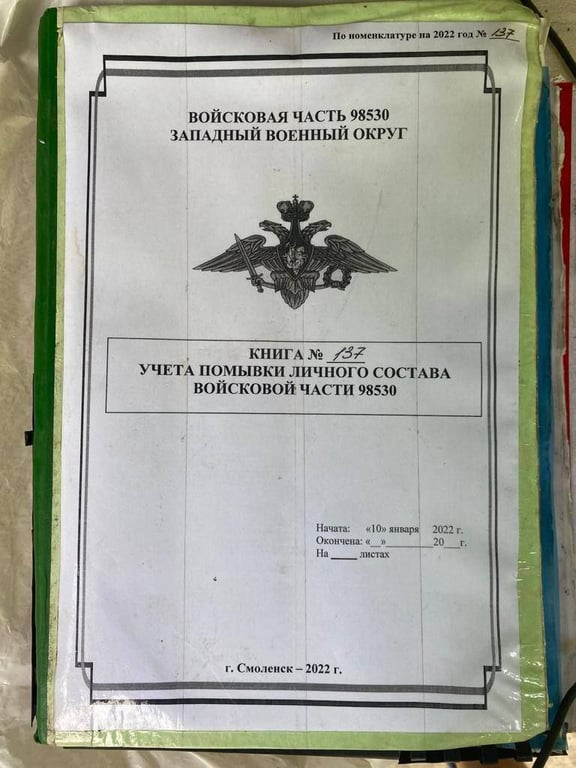 По номенклатуре на 2022 год № 137
ВОЙСКОВАЯ ЧАСТЬ 98530
ЗАПАДНЫЙ ВОЕННЫЙ ОКРУГ
КНИГА № 137
УЧЕТА ПОМЫВКИ ЛИЧНОГО СОСТАВА
ВОЙСКОВОЙ ЧАСТИ 98530
Начата: «10» января 2022 г.
Окончена: «__»_________20___г.
На _____ листах
г. Смоленск – 2022 г.